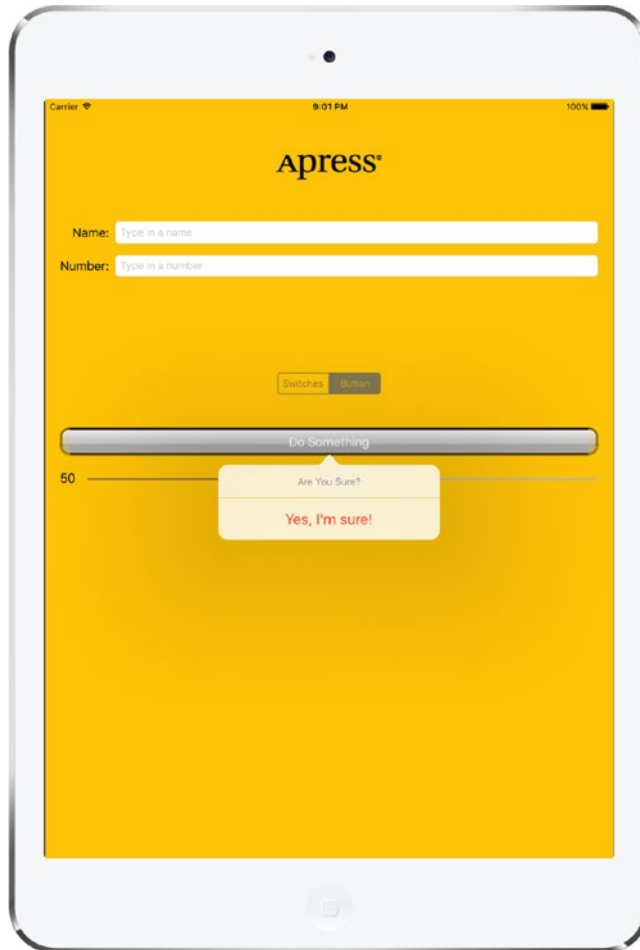 Carrier 9:01 PM 100%
Apress®
Name: Type in a name
Number: Type in a number
Switches Button
Do Something
50
Are You Sure?
Yes, I'm sure!